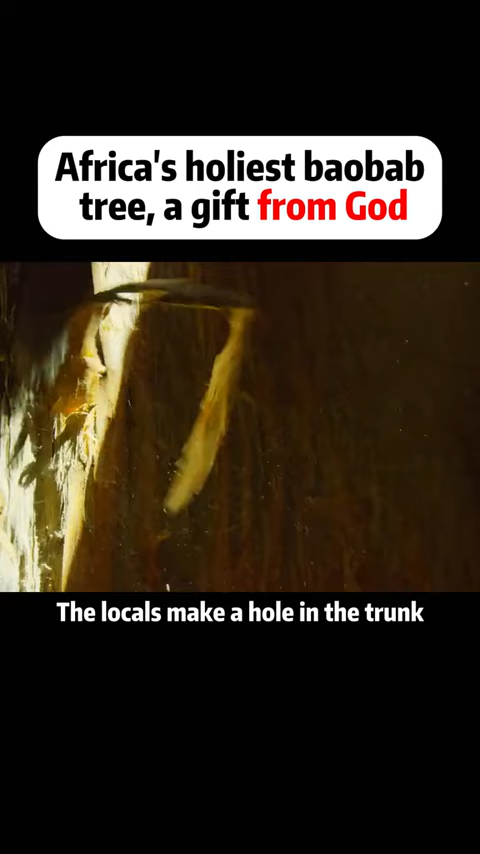 Africa's holiest baobab
tree, a gift from God
The locals make a hole in the trunk